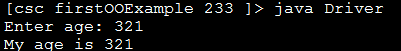 [csc firstOOExample 233 ]> java Driver
Enter age: 321
My age is 321